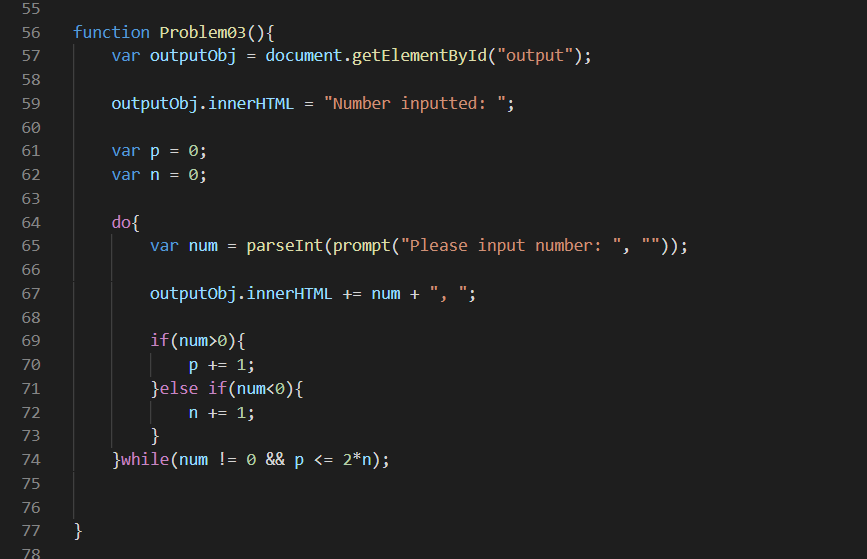 55
56 function Problem03(){
57 var outputObj = document.getElementById("output");
58
59 outputObj.innerHTML = "Number inputted: ";
60
61 var p = 0;
62 var n = 0;
63
64 do{
65 var num = parseInt(prompt("Please input number: ", ""));
66
67 outputObj.innerHTML += num + ", ";
68
69 if(num>0){
70 p += 1;
71 }else if(num<0){
72 n += 1;
73 }
74 }while(num != 0 && p <= 2*n);
75
76
77 }
78